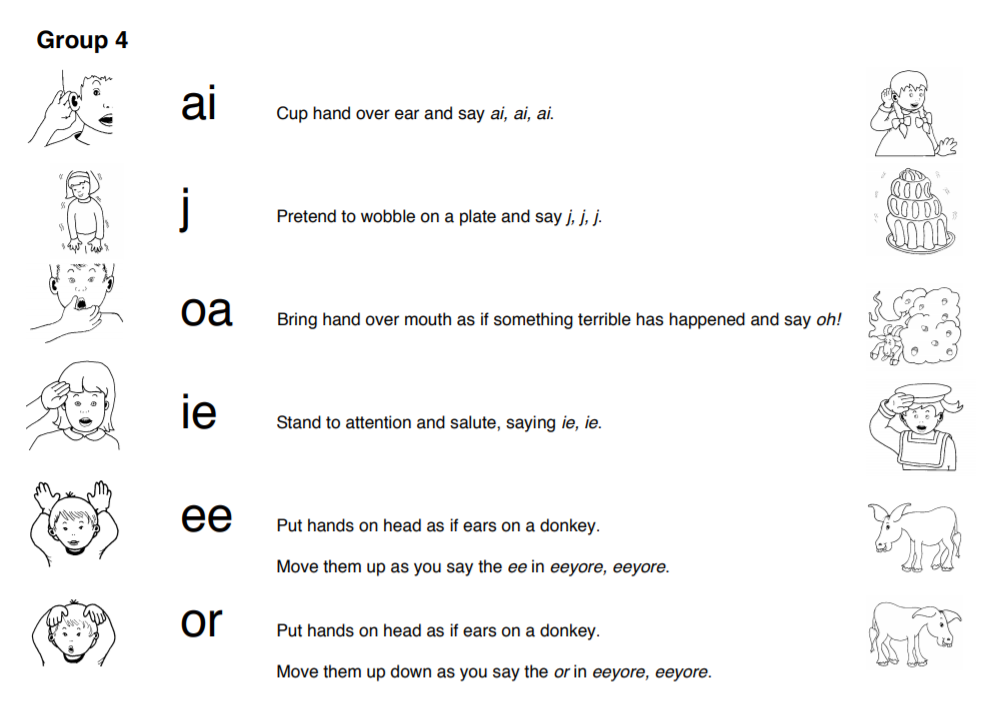 Group 4
ai
Cup hand over ear and say ai, ai, ai.
j
Pretend to wobble on a plate and say j, j, j.
oa
Bring hand over mouth as if something terrible has happened and say oh!
ie
Stand to attention and salute, saying ie, ie.
ee
Put hands on head as if ears on a donkey.
Move them up as you say the ee in eeyore, eeyore.
or
Put hands on head as if ears on a donkey.
Move them up down as you say the or in eeyore, eeyore.